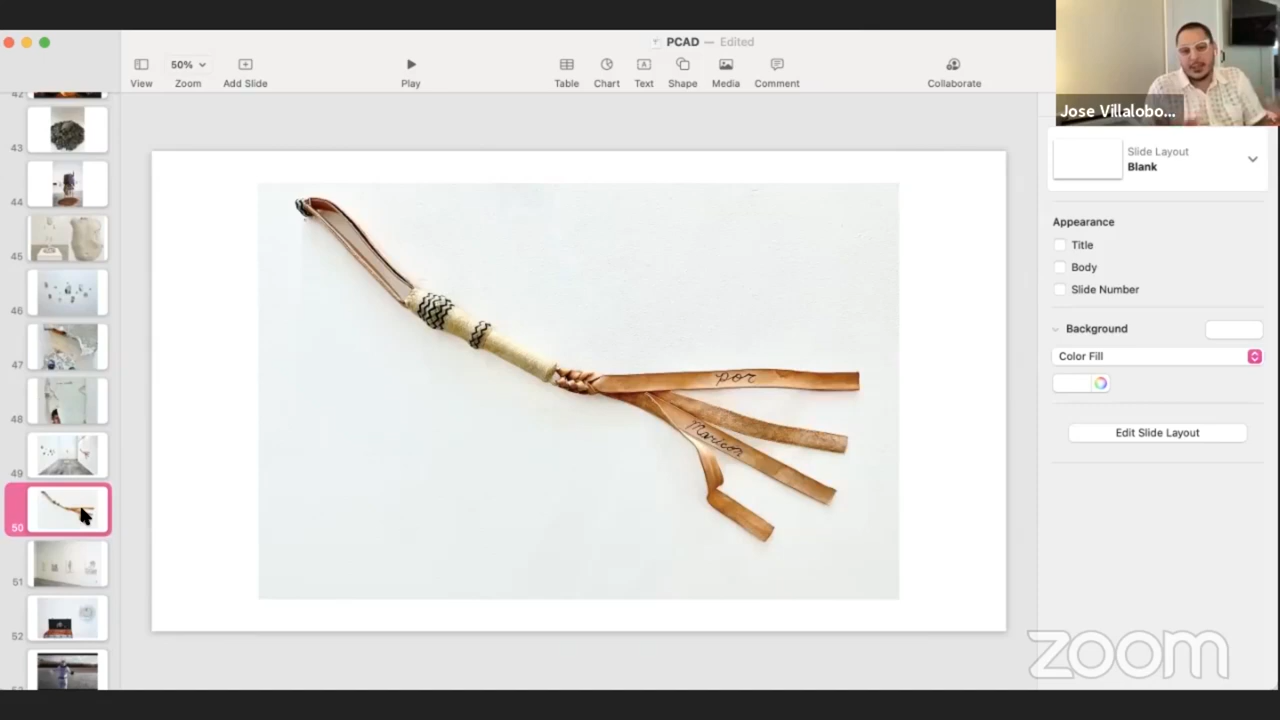 PCAD — Edited
View
50%
Zoom
Add Slide
Play
Table
Chart
Text
Shape
Media
Comment
Collaborate
Jose Villalobo...
Slide Layout
Blank
Appearance
Title
Body
Slide Number
Background
Color Fill
Edit Slide Layout
42
43
44
45
46
47
48
49
50
51
52
por
Maricon
zoom